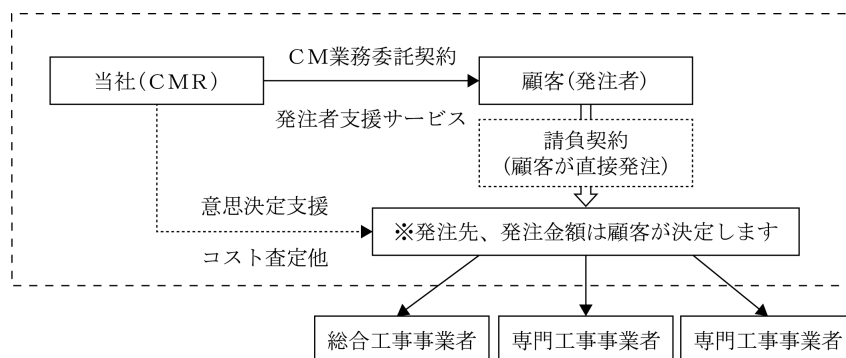 CM業務委託契約
当社(CMR)
顧客(発注者)
発注者支援サービス
請負契約
(顧客が直接発注)
意思決定支援
※発注先、発注金額は顧客が決定します
コスト査定他
総合工事事業者
専門工事事業者
専門工事事業者